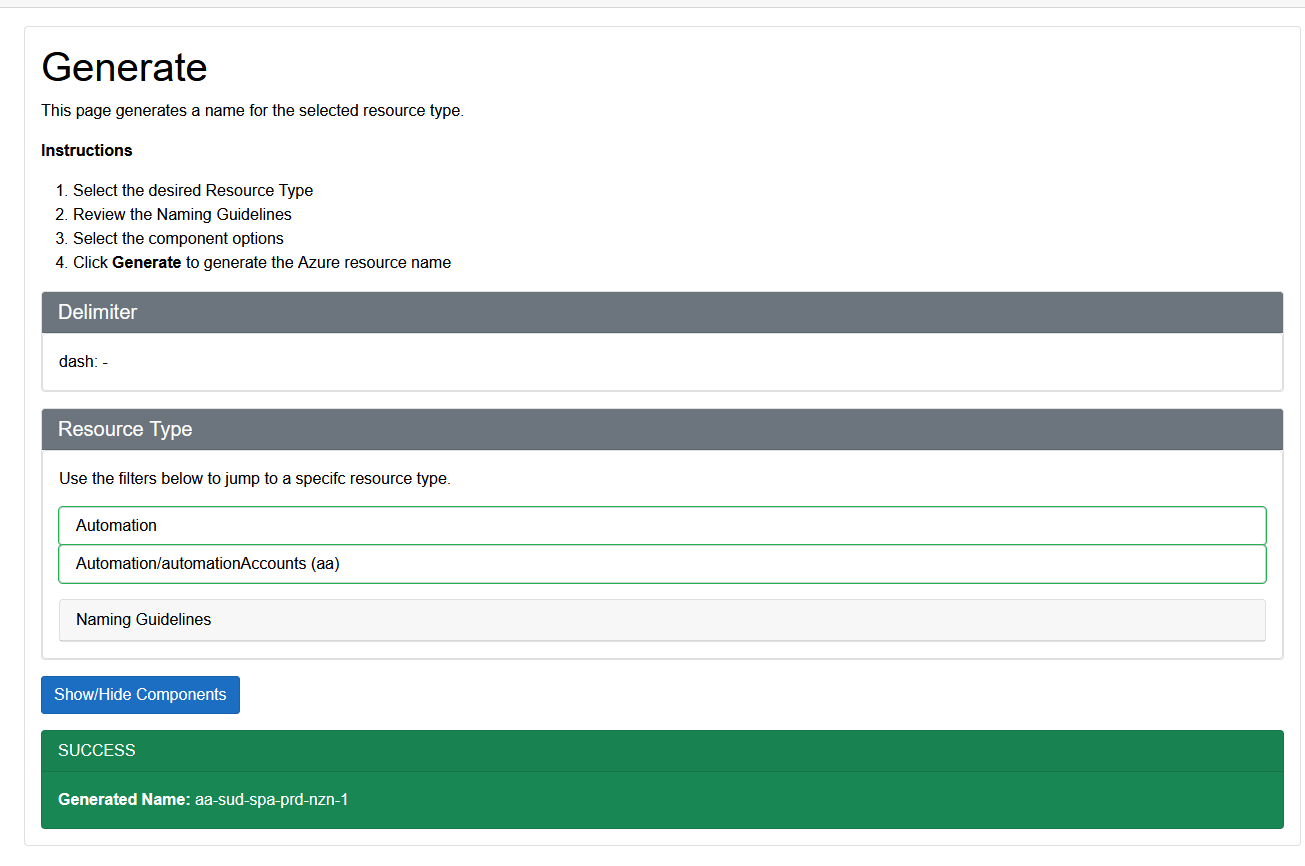 Generate
This page generates a name for the selected resource type.
Instructions
1. Select the desired Resource Type
2. Review the Naming Guidelines
3. Select the component options
4. Click Generate to generate the Azure resource name
Delimiter
dash: -
Resource Type
Use the filters below to jump to a specifc resource type.
Automation
Automation/automationAccounts (aa)
Naming Guidelines
Show/Hide Components
SUCCESS
Generated Name: aa-sud-spa-prd-nzn-1